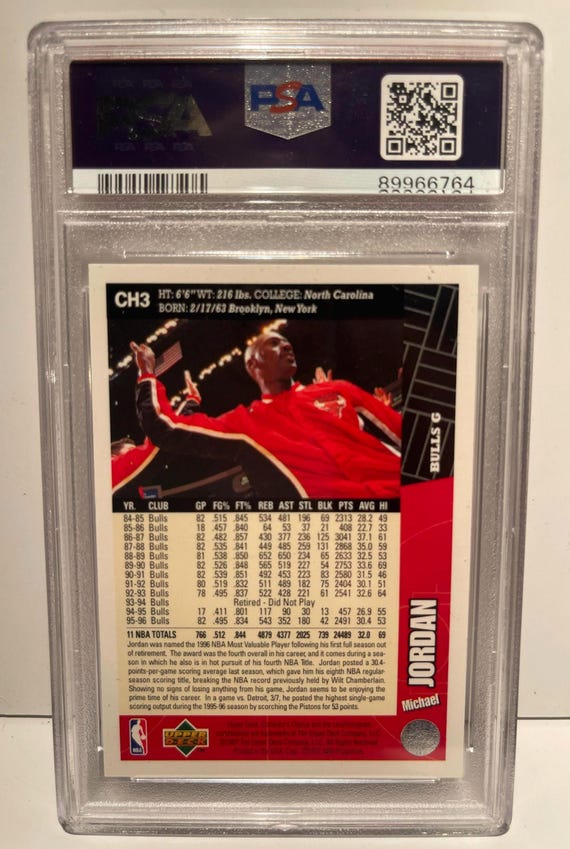 PSA
89966764
CH3
HT: 6'6" WT: 216 lbs. COLLEGE: North Carolina
BORN: 2/17/63 Brooklyn, New York
BULLS G
YR. CLUB GP FG% FT% REB AST STL BLK PTS AVG HI
84-85 Bulls 82 .515 .845 534 481 196 69 2313 28.2 49
85-86 Bulls 18 .457 .840 64 53 37 21 408 22.7 33
86-87 Bulls 82 .482 .857 430 377 236 125 3041 37.1 61
87-88 Bulls 82 .535 .841 449 485 259 131 2868 35.0 59
88-89 Bulls 81 .538 .850 652 650 234 65 2633 32.5 53
89-90 Bulls 82 .526 .848 565 519 227 54 2753 33.6 69
90-91 Bulls 82 .539 .851 492 453 223 83 2580 31.5 46
91-92 Bulls 80 .519 .832 511 489 182 75 2404 30.1 51
92-93 Bulls 78 .495 .837 522 428 221 61 2541 32.6 64
93-94 Bulls Retired - Did Not Play
94-95 Bulls 17 .411 .801 117 90 30 13 457 26.9 55
95-96 Bulls 82 .495 .834 543 352 180 42 2491 30.4 53
11 NBA TOTALS 766 .512 .844 4879 4377 2025 739 24489 32.0 69
Jordan was named the 1996 NBA Most Valuable Player following his first full season out
of retirement. The award was the fourth overall in his career, and it comes during a sea-
son in which he also is in hot pursuit of his fourth NBA Title. Jordan posted a 30.4-
points-per-game scoring average last season, which gave him his eighth NBA regular-
season scoring title, breaking the NBA record previously held by Wilt Chamberlain.
Showing no signs of losing anything from his game, Jordan seems to be enjoying the
prime time of his career. In a game vs. Detroit, 3/7, he posted the highest single-game
scoring output during the 1995-96 season by scorching the Pistons for 53 points.
Michael JORDAN
NBA
UPPER
DECK